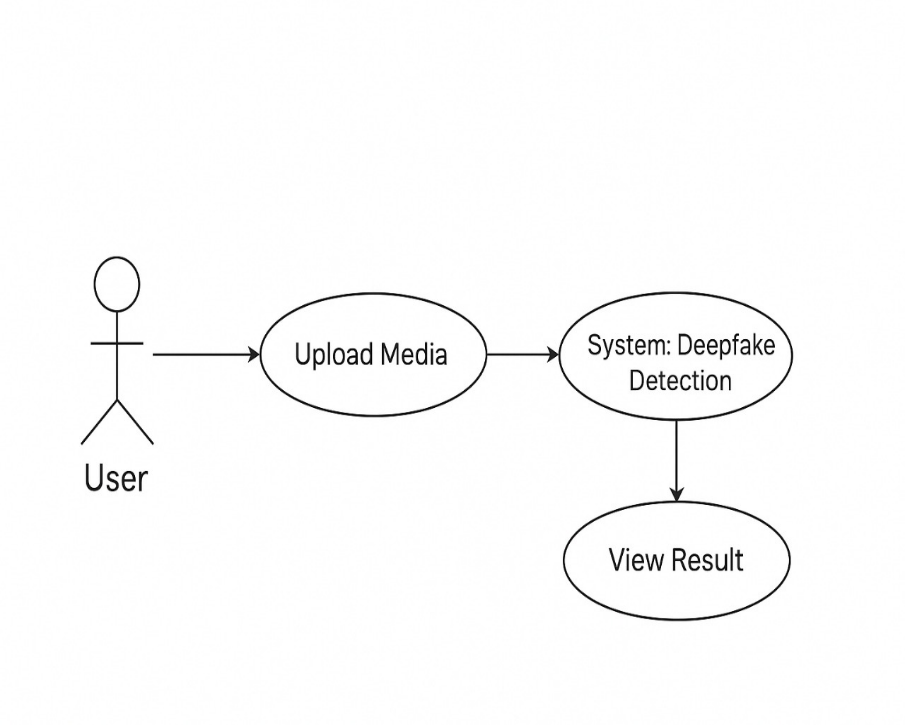 Upload Media
System: Deepfake
Detection
User
View Result